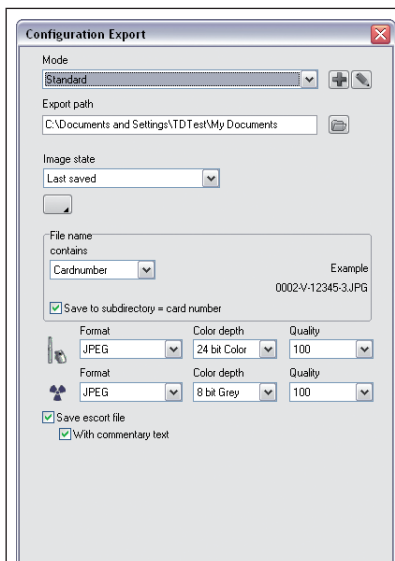 Configuration Export
Mode
Standard
Export path
C:\Documents and Settings\TDTest\My Documents
Image state
Last saved
File name
contains
Cardnumber
Example
0002-V-12345-3.JPG
Save to subdirectory = card number
Format Color depth Quality
JPEG 24 bit Color 100
Format Color depth Quality
JPEG 8 bit Grey 100
Save escort file
With commentary text